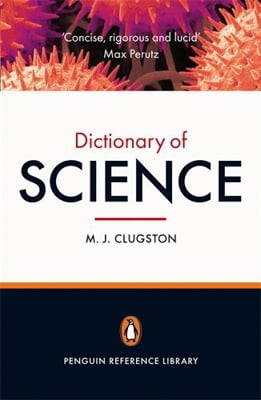 ‘Concise, rigorous and lucid’
Max Perutz
Dictionary of
SCIENCE
M. J. CLUGSTON
PENGUIN REFERENCE LIBRARY